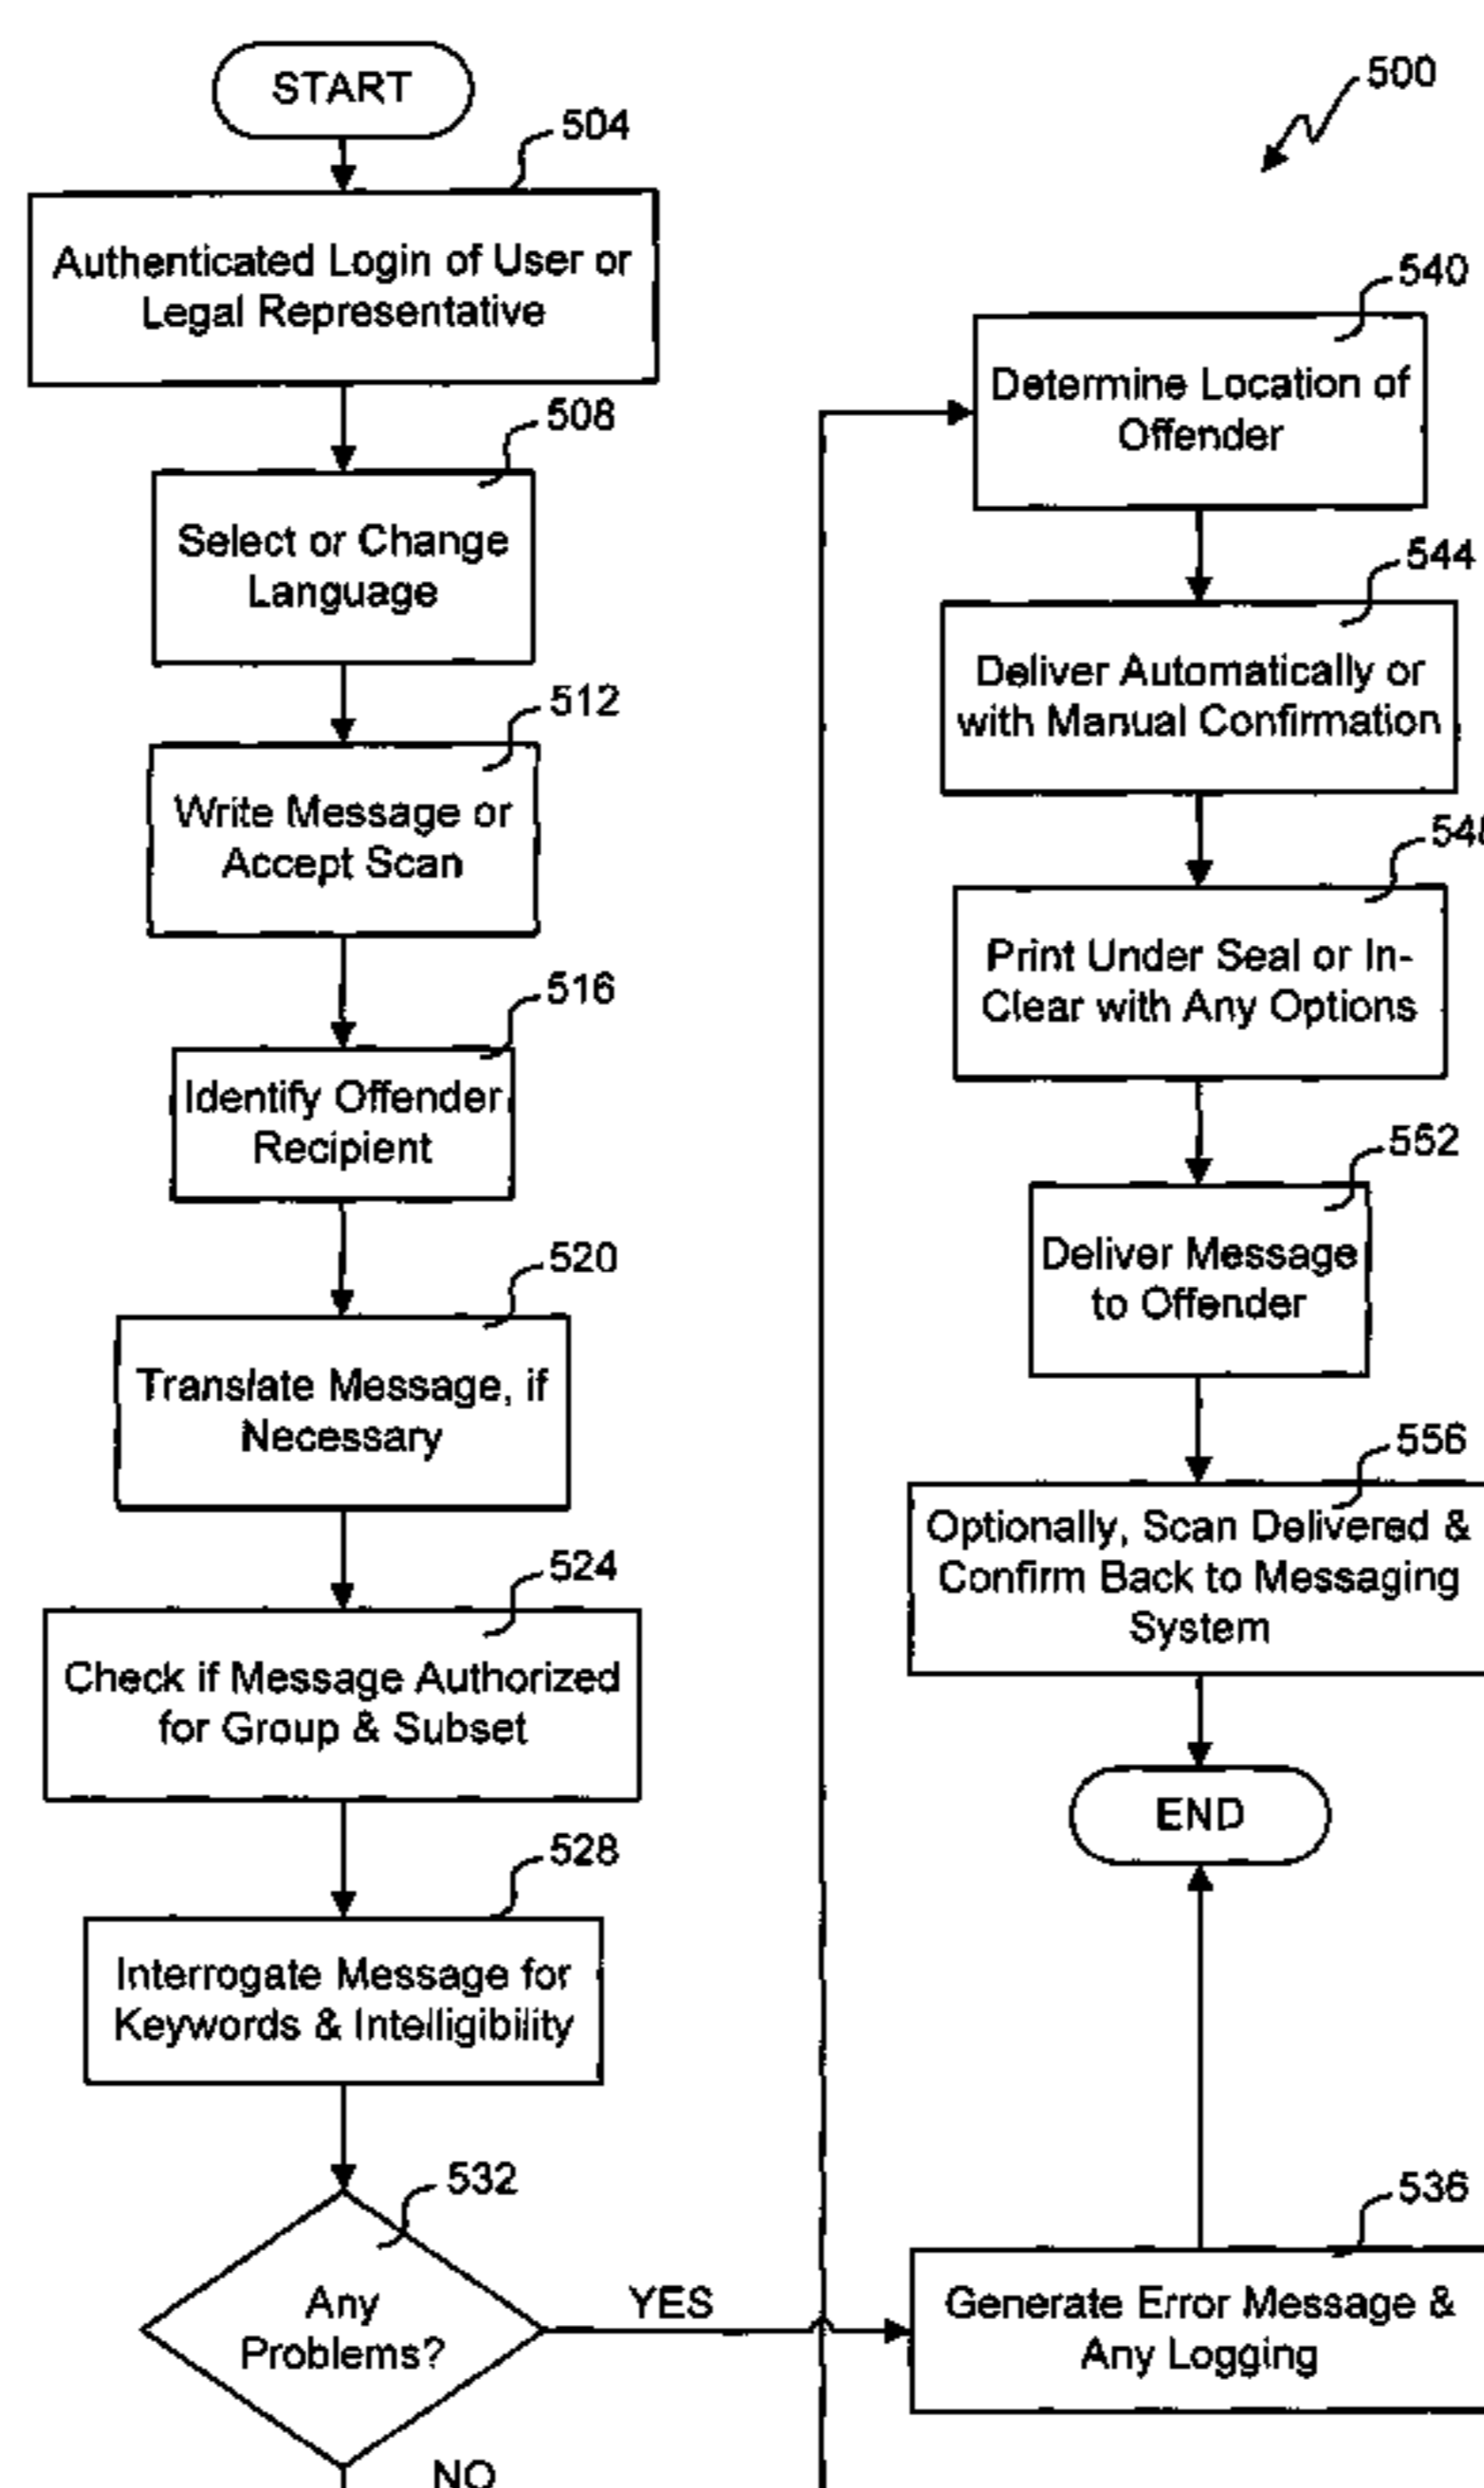 START
500
504
Authenticated Login of User or
Legal Representative
508
Select or Change
Language
512
Write Message or
Accept Scan
516
Identify Offender
Recipient
520
Translate Message, if
Necessary
524
Check if Message Authorized
for Group & Subset
528
Interrogate Message for
Keywords & Intelligibility
532
Any
Problems?
YES
NO
540
Determine Location of
Offender
544
Deliver Automatically or
with Manual Confirmation
Print Under Seal or In-
Clear with Any Options
552
Deliver Message
to Offender
556
Optionally, Scan Delivered &
Confirm Back to Messaging
System
END
536
Generate Error Message &
Any Logging